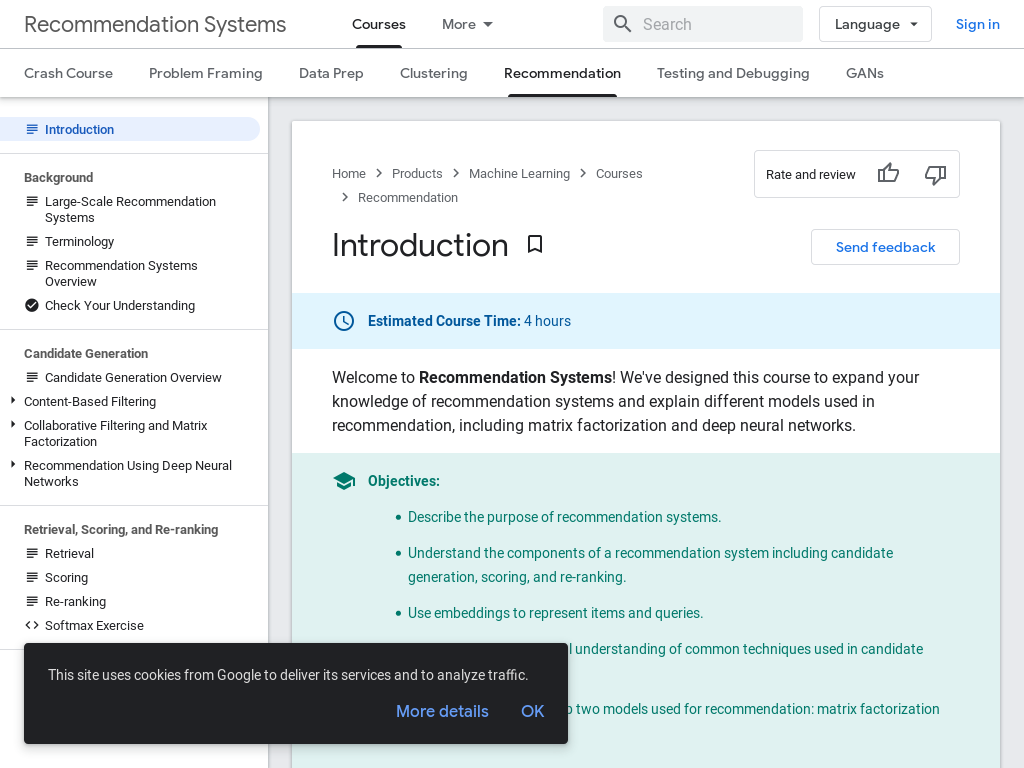 Recommendation Systems
Courses
More
Search
Language
Sign in
Crash Course
Problem Framing
Data Prep
Clustering
Recommendation
Testing and Debugging
GANs
Introduction
Background
Large-Scale Recommendation
Systems
Terminology
Recommendation Systems
Overview
Check Your Understanding
Candidate Generation
Candidate Generation Overview
Content-Based Filtering
Collaborative Filtering and Matrix
Factorization
Recommendation Using Deep Neural
Networks
Retrieval, Scoring, and Re-ranking
Retrieval
Scoring
Re-ranking
Softmax Exercise
Home
Products
Machine Learning
Courses
Recommendation
Rate and review
Introduction
Send feedback
Estimated Course Time: 4 hours
Welcome to Recommendation Systems! We've designed this course to expand your
knowledge of recommendation systems and explain different models used in
recommendation, including matrix factorization and deep neural networks.
Objectives:
Describe the purpose of recommendation systems.
Understand the components of a recommendation system including candidate
generation, scoring, and re-ranking.
Use embeddings to represent items and queries.
understanding of common techniques used in candidate
two models used for recommendation: matrix factorization
This site uses cookies from Google to deliver its services and to analyze traffic.
More details
OK